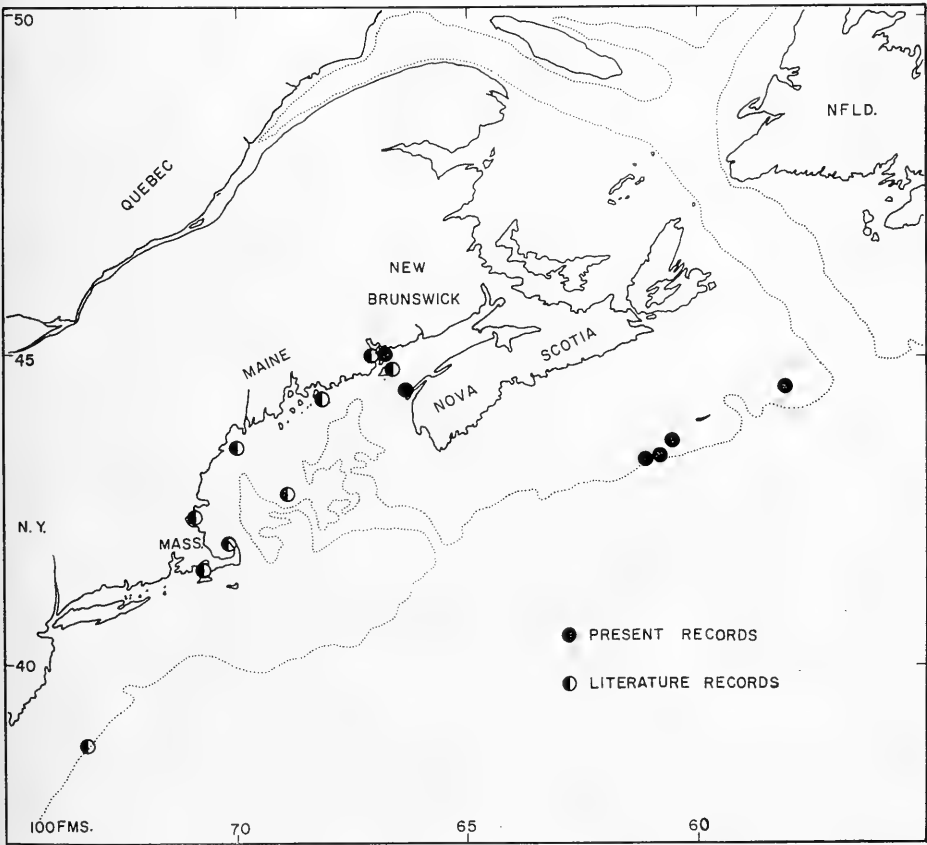 50
NFLD.
QUEBEC
NEW
BRUNSWICK
45
MAINE
NOVA SCOTIA
N.Y.
MASS.
PRESENT RECORDS
40
LITERATURE RECORDS
100FMS.
70
65
60